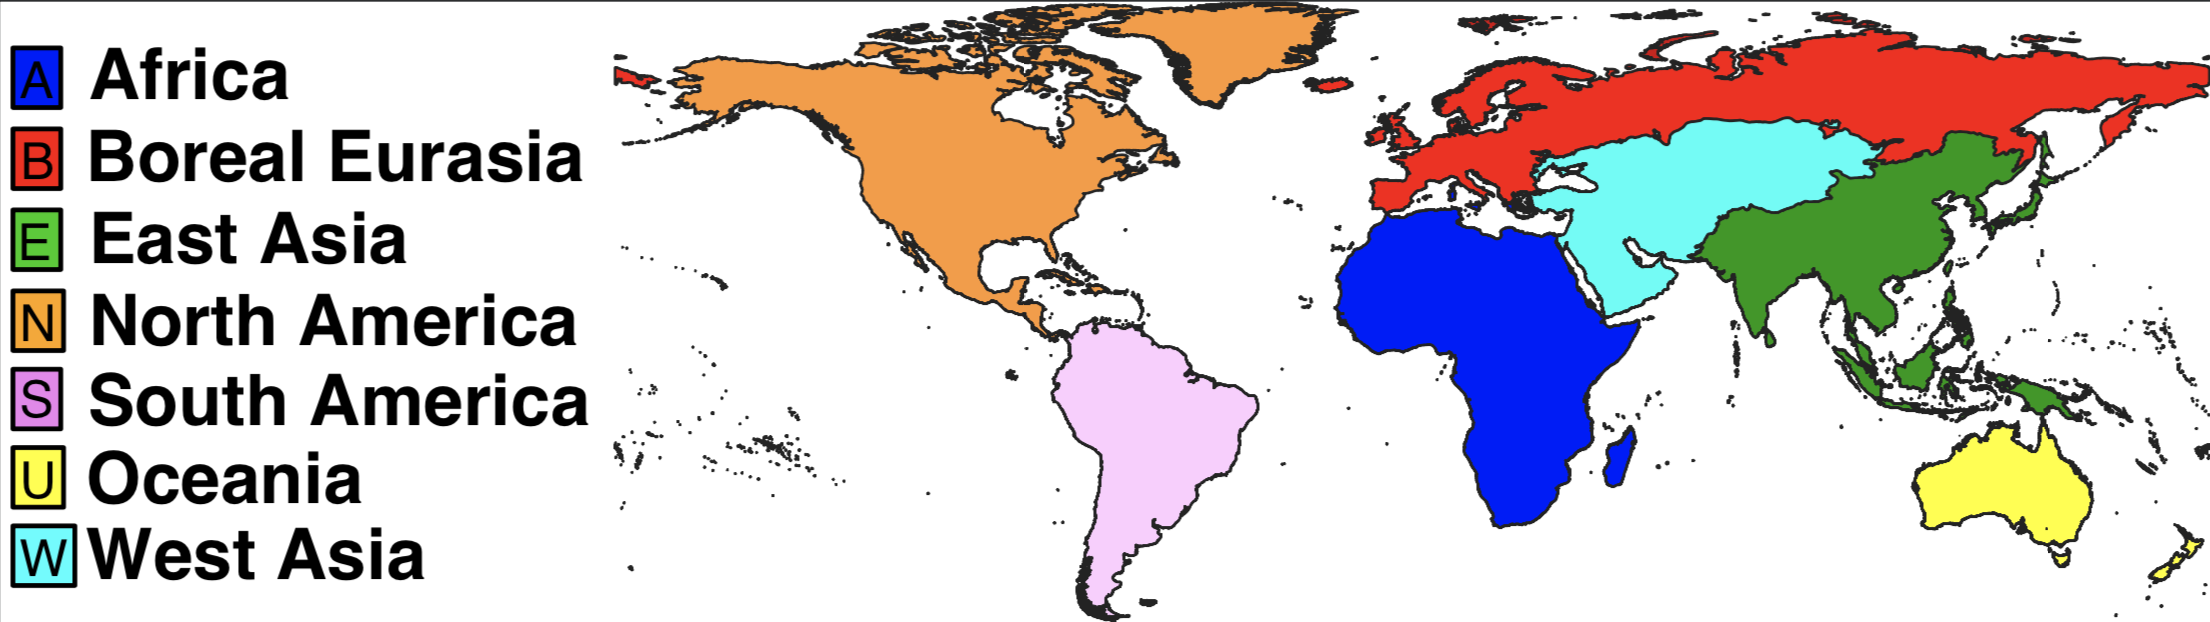 A Africa
B Boreal Eurasia
E East Asia
N North America
S South America
U Oceania
W West Asia